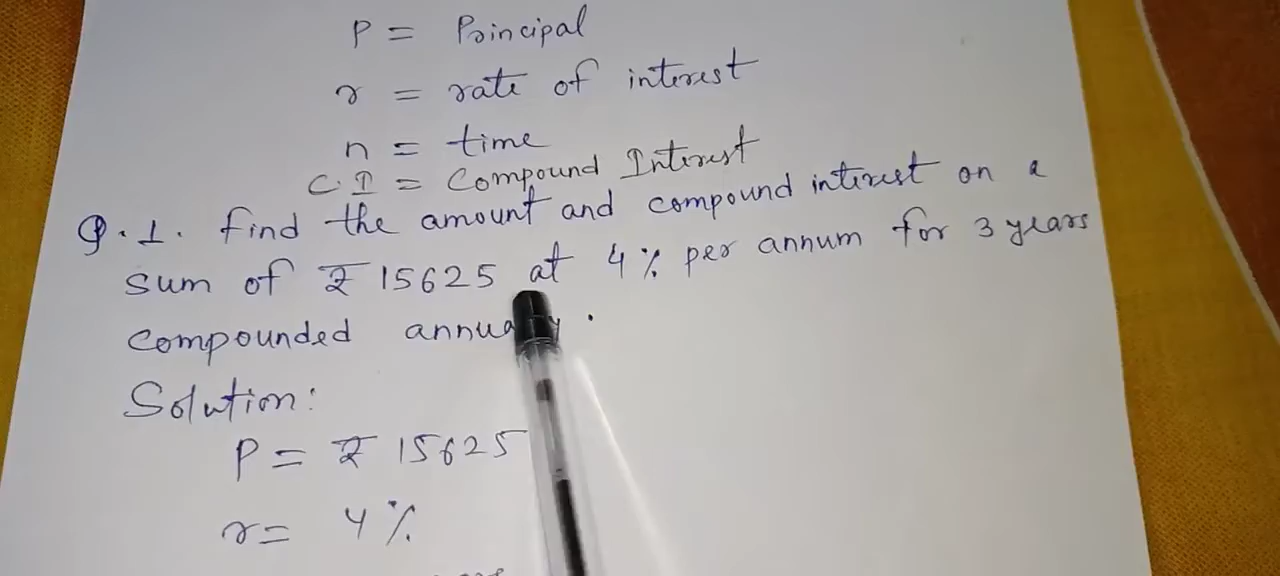 P = Principal
r = rate of interest
n = time
C.I = Compound Interest
Q.1. Find the amount and compound interest on a
sum of ₹ 15625 at 4% per annum for 3 years
compounded
Solution:
P = ₹ 15625
r = 4%